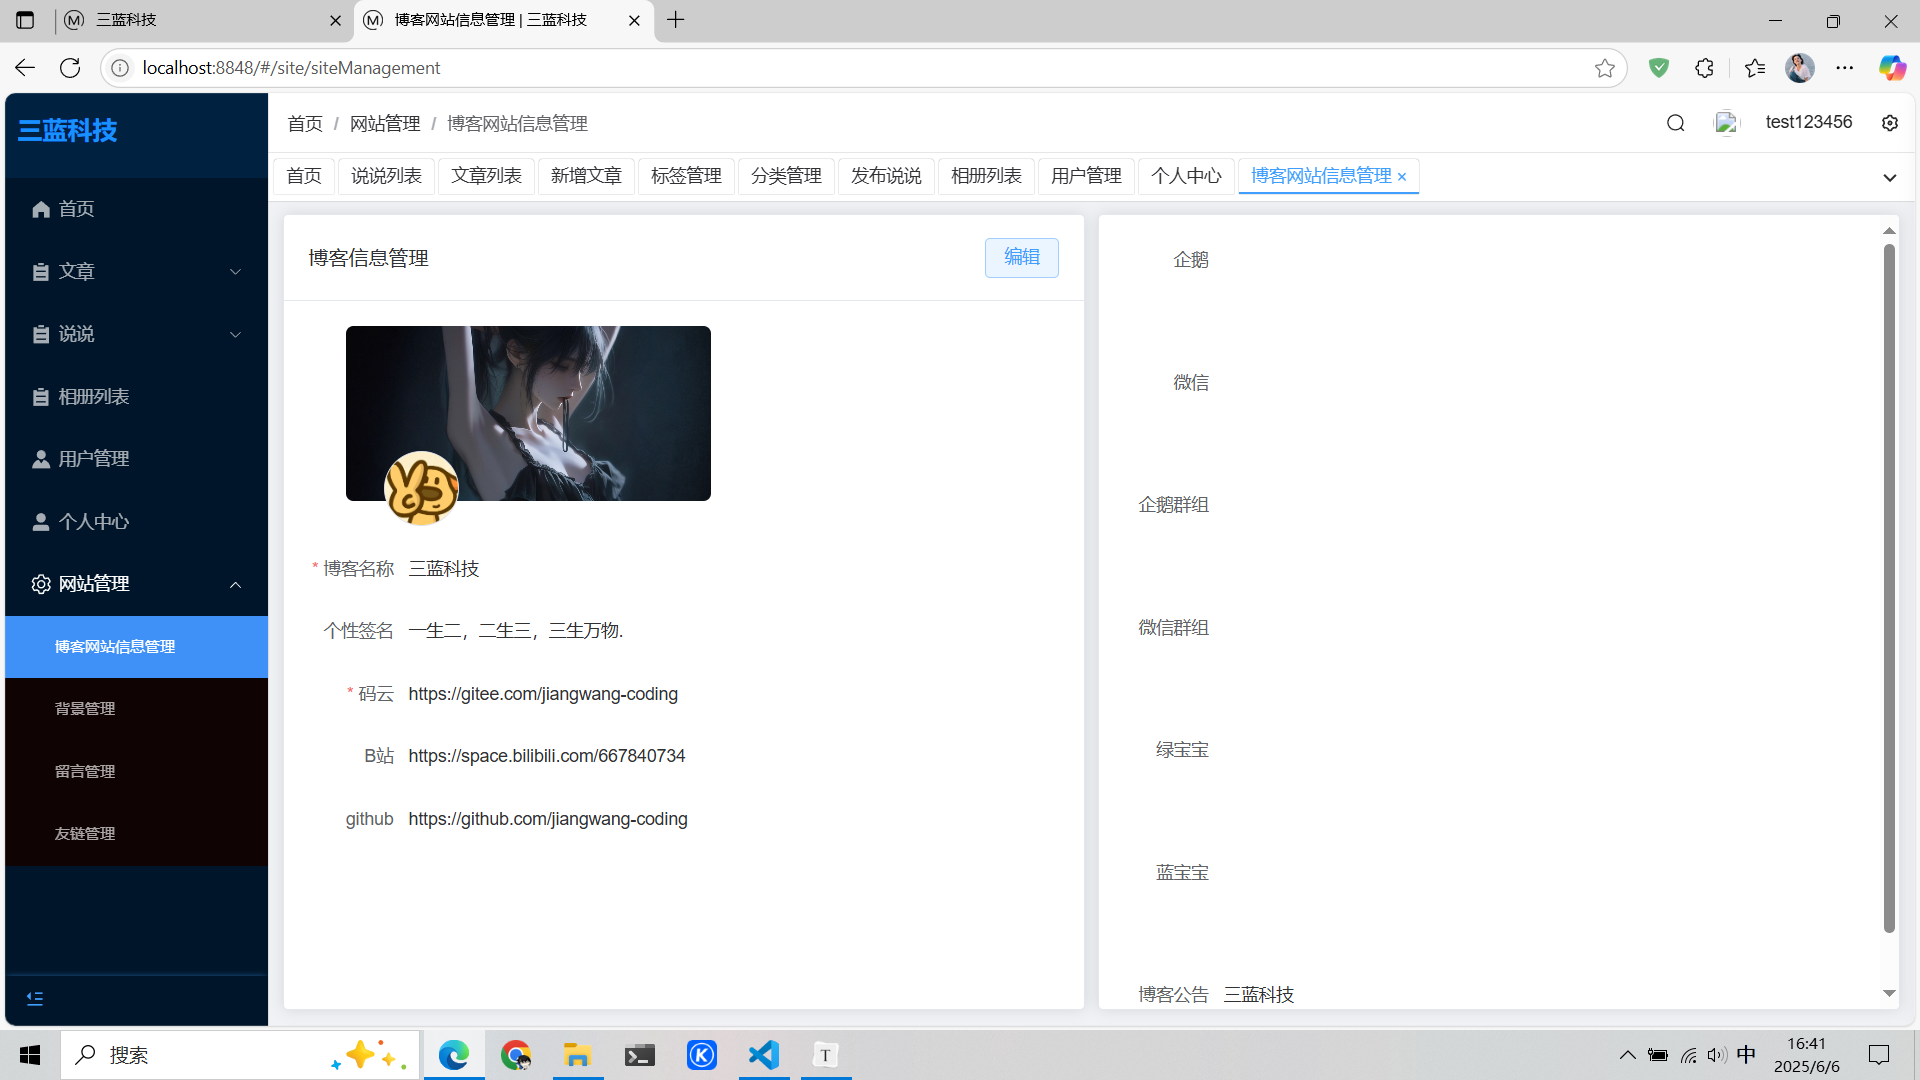 三蓝科技
博客网站信息管理 | 三蓝科技
localhost:8848/#/site/siteManagement
三蓝科技
首页
文章
说说
相册列表
用户管理
个人中心
网站管理
博客网站信息管理
背景管理
留言管理
友链管理
首页 / 网站管理 / 博客网站信息管理
test123456
首页 说说列表 文章列表 新增文章 标签管理 分类管理 发布说说 相册列表 用户管理 个人中心 博客网站信息管理
博客信息管理
编辑
* 博客名称 三蓝科技
个性签名 一生二，二生三，三生万物.
* 码云 https://gitee.com/jiangwang-coding
B站 https://space.bilibili.com/667840734
github https://github.com/jiangwang-coding
企鹅
微信
企鹅群组
微信群组
绿宝宝
蓝宝宝
博客公告 三蓝科技
搜索
中
16:41
2025/6/6